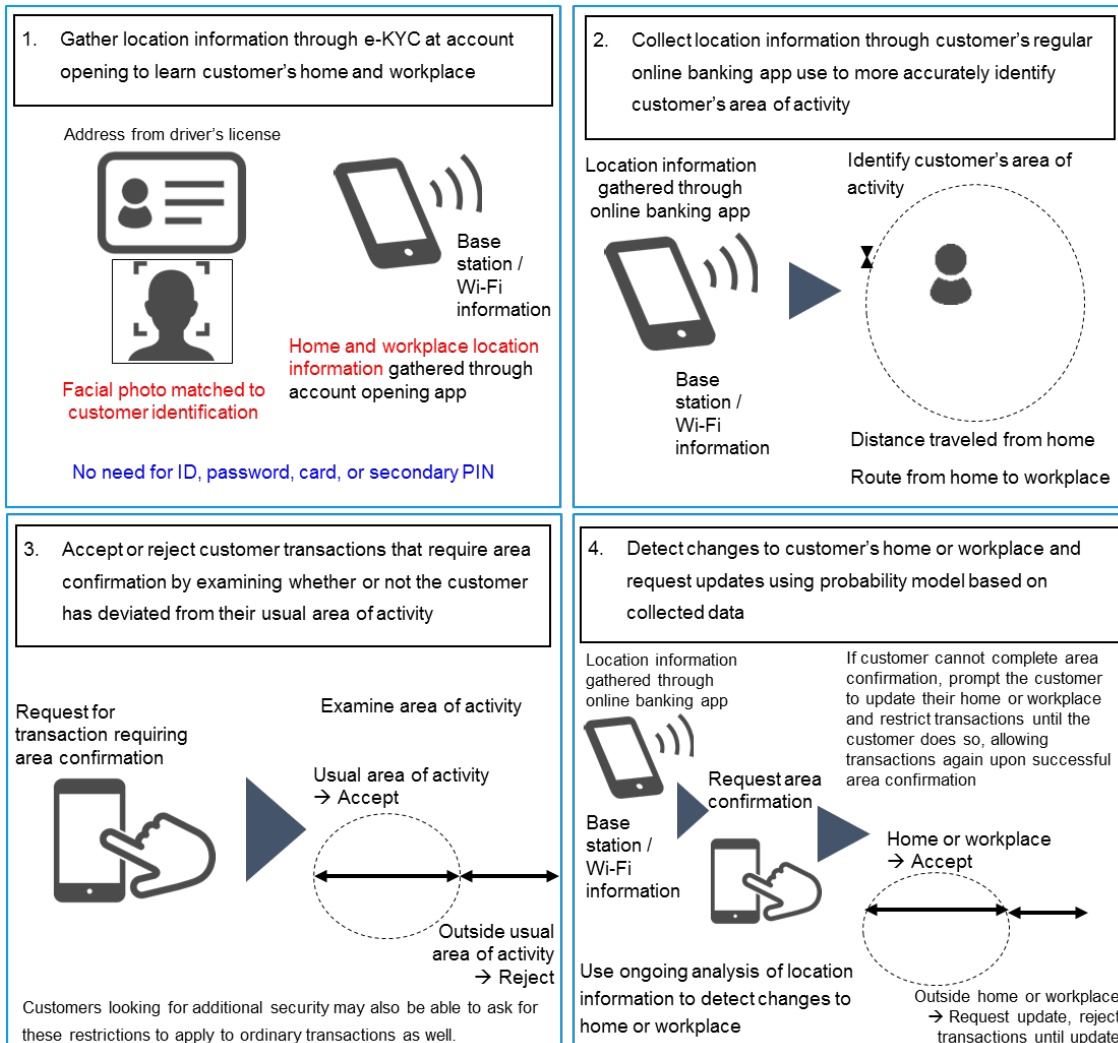 1. Gather location information through e-KYC at account
opening to learn customer's home and workplace
Address from driver's license
Base
station /
Wi-Fi
information
Facial photo matched to
customer identification
Home and workplace location
information gathered through
account opening app
No need for ID, password, card, or secondary PIN
2. Collect location information through customer's regular
online banking app use to more accurately identify
customer's area of activity
Location information
gathered through
online banking app
Base
station /
Wi-Fi
information
Identify customer's area of
activity
Distance traveled from home
Route from home to workplace
3. Accept or reject customer transactions that require area
confirmation by examining whether or not the customer
has deviated from their usual area of activity
Request for
transaction requiring
area confirmation
Examine area of activity
Usual area of activity
→ Accept
Outside usual
area of activity
→ Reject
Customers looking for additional security may also be able to ask for
these restrictions to apply to ordinary transactions as well.
4. Detect changes to customer's home or workplace and
request updates using probability model based on
collected data
Location information
gathered through
online banking app
Base
station /
Wi-Fi
information
Request area
confirmation
If customer cannot complete area
confirmation, prompt the customer
to update their home or workplace
and restrict transactions until the
customer does so, allowing
transactions again upon successful
area confirmation
Home or workplace
→ Accept
Use ongoing analysis of location
information to detect changes to
home or workplace
Outside home or workplace
→ Request update, reject
transactions until update